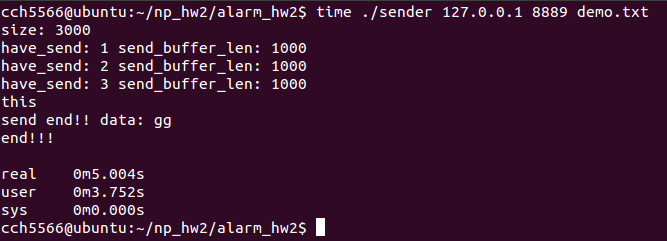 cch5566@ubuntu:~/np_hw2/alarm_hw2$ time ./sender 127.0.0.1 8889 demo.txt
size: 3000
have_send: 1 send_buffer_len: 1000
have_send: 2 send_buffer_len: 1000
have_send: 3 send_buffer_len: 1000
this
send end!! data: gg
end!!!
real 0m5.004s
user 0m3.752s
sys 0m0.000s
cch5566@ubuntu:~/np_hw2/alarm_hw2$